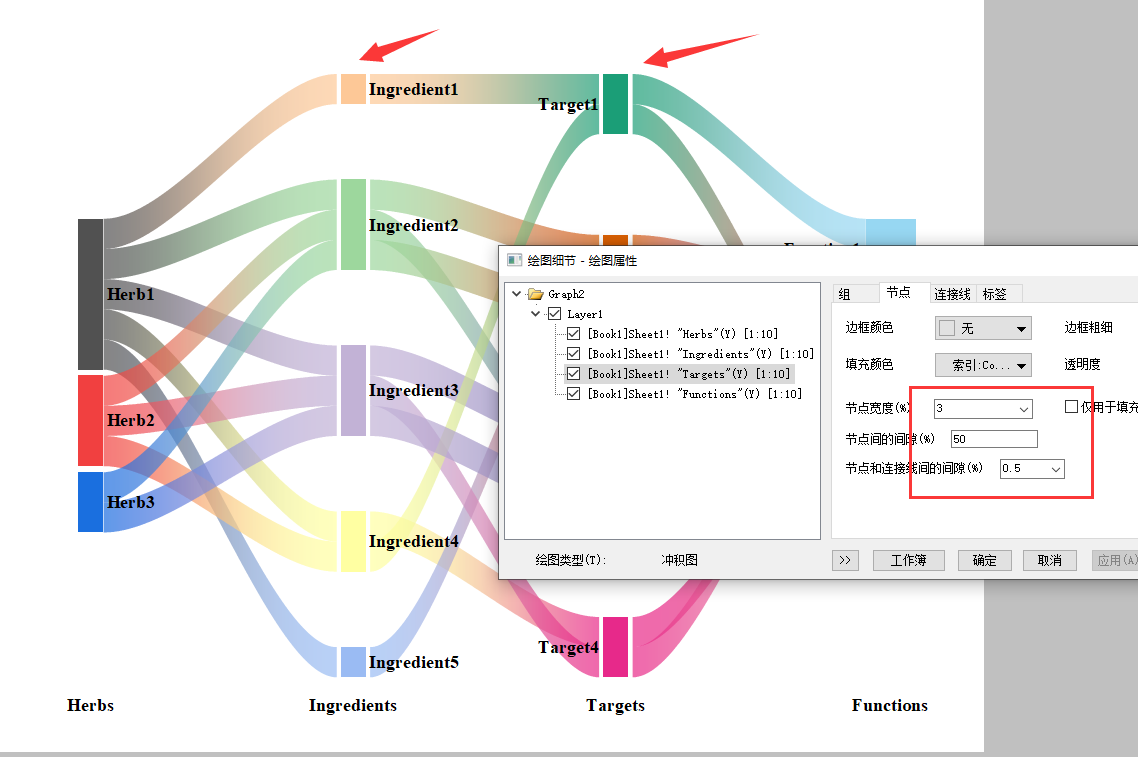 Ingredient1
Target1
Ingredient2
绘图细节 - 绘图属性
Graph2
Layer1
[Book1]Sheet1! "Herbs"(Y) [1:10]
[Book1]Sheet1! "Ingredients"(Y) [1:10]
[Book1]Sheet1! "Targets"(Y) [1:10]
[Book1]Sheet1! "Functions"(Y) [1:10]
组 节点 连接线 标签
边框颜色 无 边框粗细
填充颜色 索引:Co... 透明度
节点宽度(%) 3 仅用于填充
节点间的间隙(%) 50
节点和连接线间的间隙(%) 0.5
Herb1
Ingredient3
Herb2
Herb3
Ingredient4
绘图类型(T): 冲积图
>> 工作簿 确定 取消 应用(A)
Target4
Ingredient5
Herbs Ingredients Targets Functions